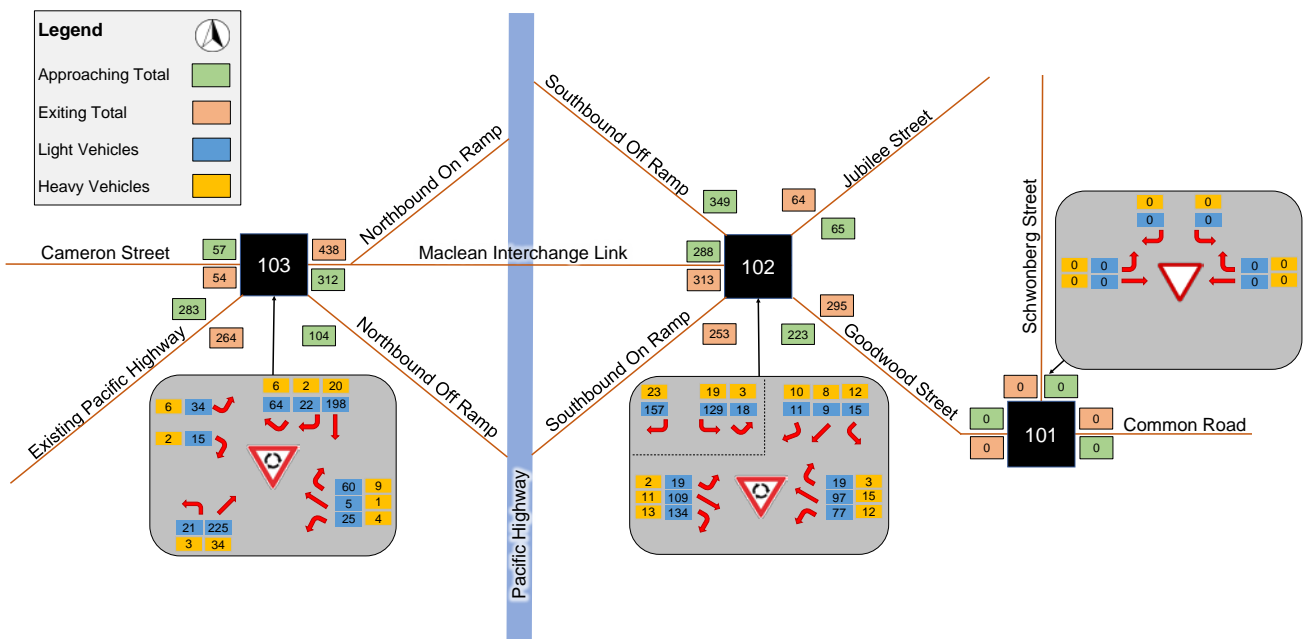 Legend
Approaching Total
Exiting Total
Light Vehicles
Heavy Vehicles
Cameron Street
Northbound On Ramp
Existing Pacific Highway
Northbound Off Ramp
57
438
103
54
312
283
264
104
6 2 20
64 22 198
6 34
2 15
60 9
5 1
25 4
21 225
3 34
Maclean Interchange Link
Pacific Highway
Southbound Off Ramp
Jubilee Street
Southbound On Ramp
Goodwood Street
349
64
65
288
102
313
295
253
223
23 19 3 10 8 12
157 129 18 11 9 15
2 19
11 109
13 134
19 3
97 15
77 12
Schwonberg Street
Common Road
0 0
0 0
0 0
0 0
0 0
0 0
0 0
0 0
101
0 0